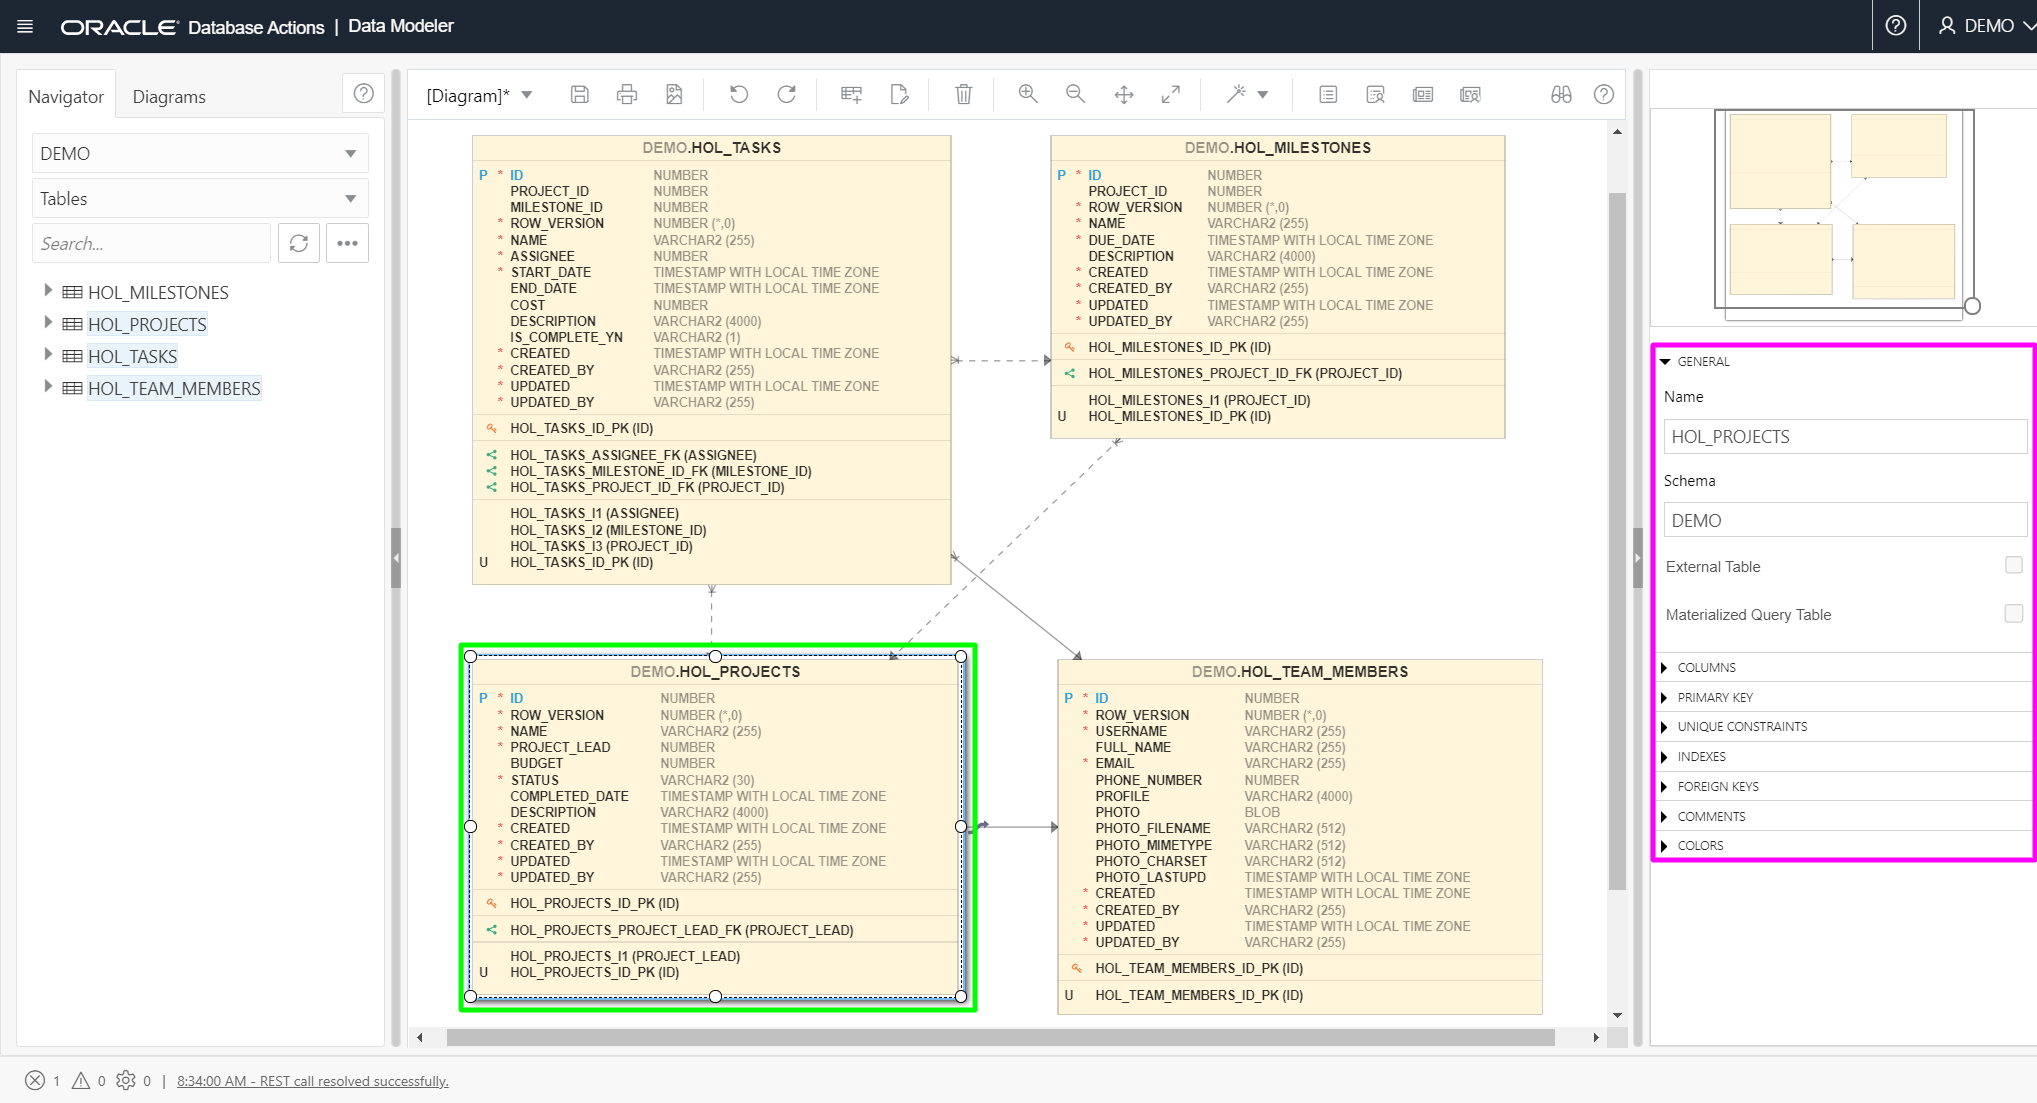 ORACLE Database Actions | Data Modeler
DEMO
Navigator
Diagrams
DEMO
Tables
Search...
HOL_MILESTONES
HOL_PROJECTS
HOL_TASKS
HOL_TEAM_MEMBERS
[Diagram]*
DEMO.HOL_TASKS
P * ID NUMBER
PROJECT_ID NUMBER
MILESTONE_ID NUMBER
* ROW_VERSION NUMBER (*,0)
* NAME VARCHAR2 (255)
* ASSIGNEE NUMBER
* START_DATE TIMESTAMP WITH LOCAL TIME ZONE
END_DATE TIMESTAMP WITH LOCAL TIME ZONE
COST NUMBER
DESCRIPTION VARCHAR2 (4000)
IS_COMPLETE_YN VARCHAR2 (1)
* CREATED TIMESTAMP WITH LOCAL TIME ZONE
* CREATED_BY VARCHAR2 (255)
* UPDATED TIMESTAMP WITH LOCAL TIME ZONE
* UPDATED_BY VARCHAR2 (255)
HOL_TASKS_ID_PK (ID)
HOL_TASKS_ASSIGNEE_FK (ASSIGNEE)
HOL_TASKS_MILESTONE_ID_FK (MILESTONE_ID)
HOL_TASKS_PROJECT_ID_FK (PROJECT_ID)
HOL_TASKS_I1 (ASSIGNEE)
HOL_TASKS_I2 (MILESTONE_ID)
HOL_TASKS_I3 (PROJECT_ID)
U HOL_TASKS_ID_PK (ID)
DEMO.HOL_MILESTONES
P * ID NUMBER
PROJECT_ID NUMBER
* ROW_VERSION NUMBER (*,0)
* NAME VARCHAR2 (255)
* DUE_DATE TIMESTAMP WITH LOCAL TIME ZONE
DESCRIPTION VARCHAR2 (4000)
* CREATED TIMESTAMP WITH LOCAL TIME ZONE
* CREATED_BY VARCHAR2 (255)
* UPDATED TIMESTAMP WITH LOCAL TIME ZONE
* UPDATED_BY VARCHAR2 (255)
HOL_MILESTONES_ID_PK (ID)
HOL_MILESTONES_PROJECT_ID_FK (PROJECT_ID)
HOL_MILESTONES_I1 (PROJECT_ID)
U HOL_MILESTONES_ID_PK (ID)
DEMO.HOL_PROJECTS
P * ID NUMBER
* ROW_VERSION NUMBER (*,0)
* NAME VARCHAR2 (255)
* PROJECT_LEAD NUMBER
BUDGET NUMBER
* STATUS VARCHAR2 (30)
COMPLETED_DATE TIMESTAMP WITH LOCAL TIME ZONE
DESCRIPTION VARCHAR2 (4000)
* CREATED TIMESTAMP WITH LOCAL TIME ZONE
* CREATED_BY VARCHAR2 (255)
* UPDATED TIMESTAMP WITH LOCAL TIME ZONE
* UPDATED_BY VARCHAR2 (255)
HOL_PROJECTS_ID_PK (ID)
HOL_PROJECTS_PROJECT_LEAD_FK (PROJECT_LEAD)
HOL_PROJECTS_I1 (PROJECT_LEAD)
U HOL_PROJECTS_ID_PK (ID)
DEMO.HOL_TEAM_MEMBERS
P * ID NUMBER
* ROW_VERSION NUMBER (*,0)
* USERNAME VARCHAR2 (255)
FULL_NAME VARCHAR2 (255)
* EMAIL VARCHAR2 (255)
PHONE_NUMBER NUMBER
PROFILE VARCHAR2 (4000)
PHOTO BLOB
PHOTO_FILENAME VARCHAR2 (512)
PHOTO_MIMETYPE VARCHAR2 (512)
PHOTO_CHARSET VARCHAR2 (512)
PHOTO_LASTUPD TIMESTAMP WITH LOCAL TIME ZONE
* CREATED TIMESTAMP WITH LOCAL TIME ZONE
* CREATED_BY VARCHAR2 (255)
* UPDATED TIMESTAMP WITH LOCAL TIME ZONE
* UPDATED_BY VARCHAR2 (255)
HOL_TEAM_MEMBERS_ID_PK (ID)
U HOL_TEAM_MEMBERS_ID_PK (ID)
GENERAL
Name
HOL_PROJECTS
Schema
DEMO
External Table
Materialized Query Table
COLUMNS
PRIMARY KEY
UNIQUE CONSTRAINTS
INDEXES
FOREIGN KEYS
COMMENTS
COLORS
1 0 0 | 8:34:00 AM - REST call resolved successfully.